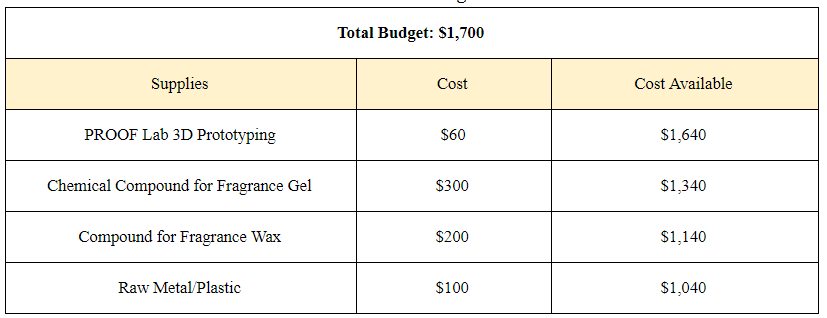 Total Budget: $1,700
Supplies Cost Cost Available
PROOF Lab 3D Prototyping $60 $1,640
Chemical Compound for Fragrance Gel $300 $1,340
Compound for Fragrance Wax $200 $1,140
Raw Metal/Plastic $100 $1,040